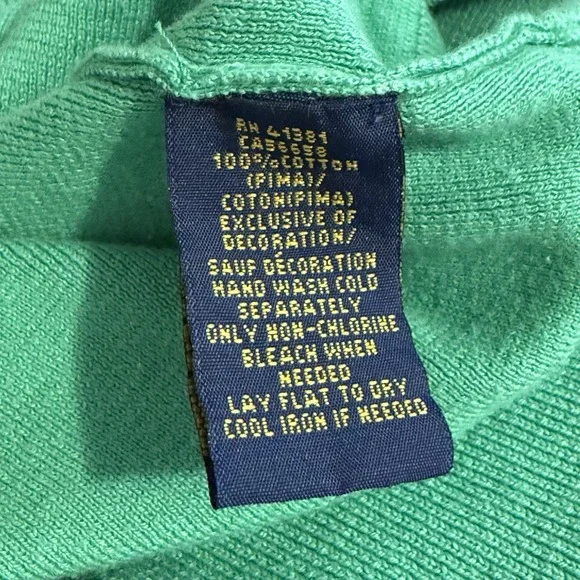 RN 41381
CA56658
100%COTTON
(PIMA)/
COTON(PIMA)
EXCLUSIVE OF
DECORATION/
SAUF DÉCORATION
HAND WASH COLD
SEPARATELY
ONLY NON-CHLORINE
BLEACH WHEN
NEEDED
LAY FLAT TO DRY
COOL IRON IF NEEDED